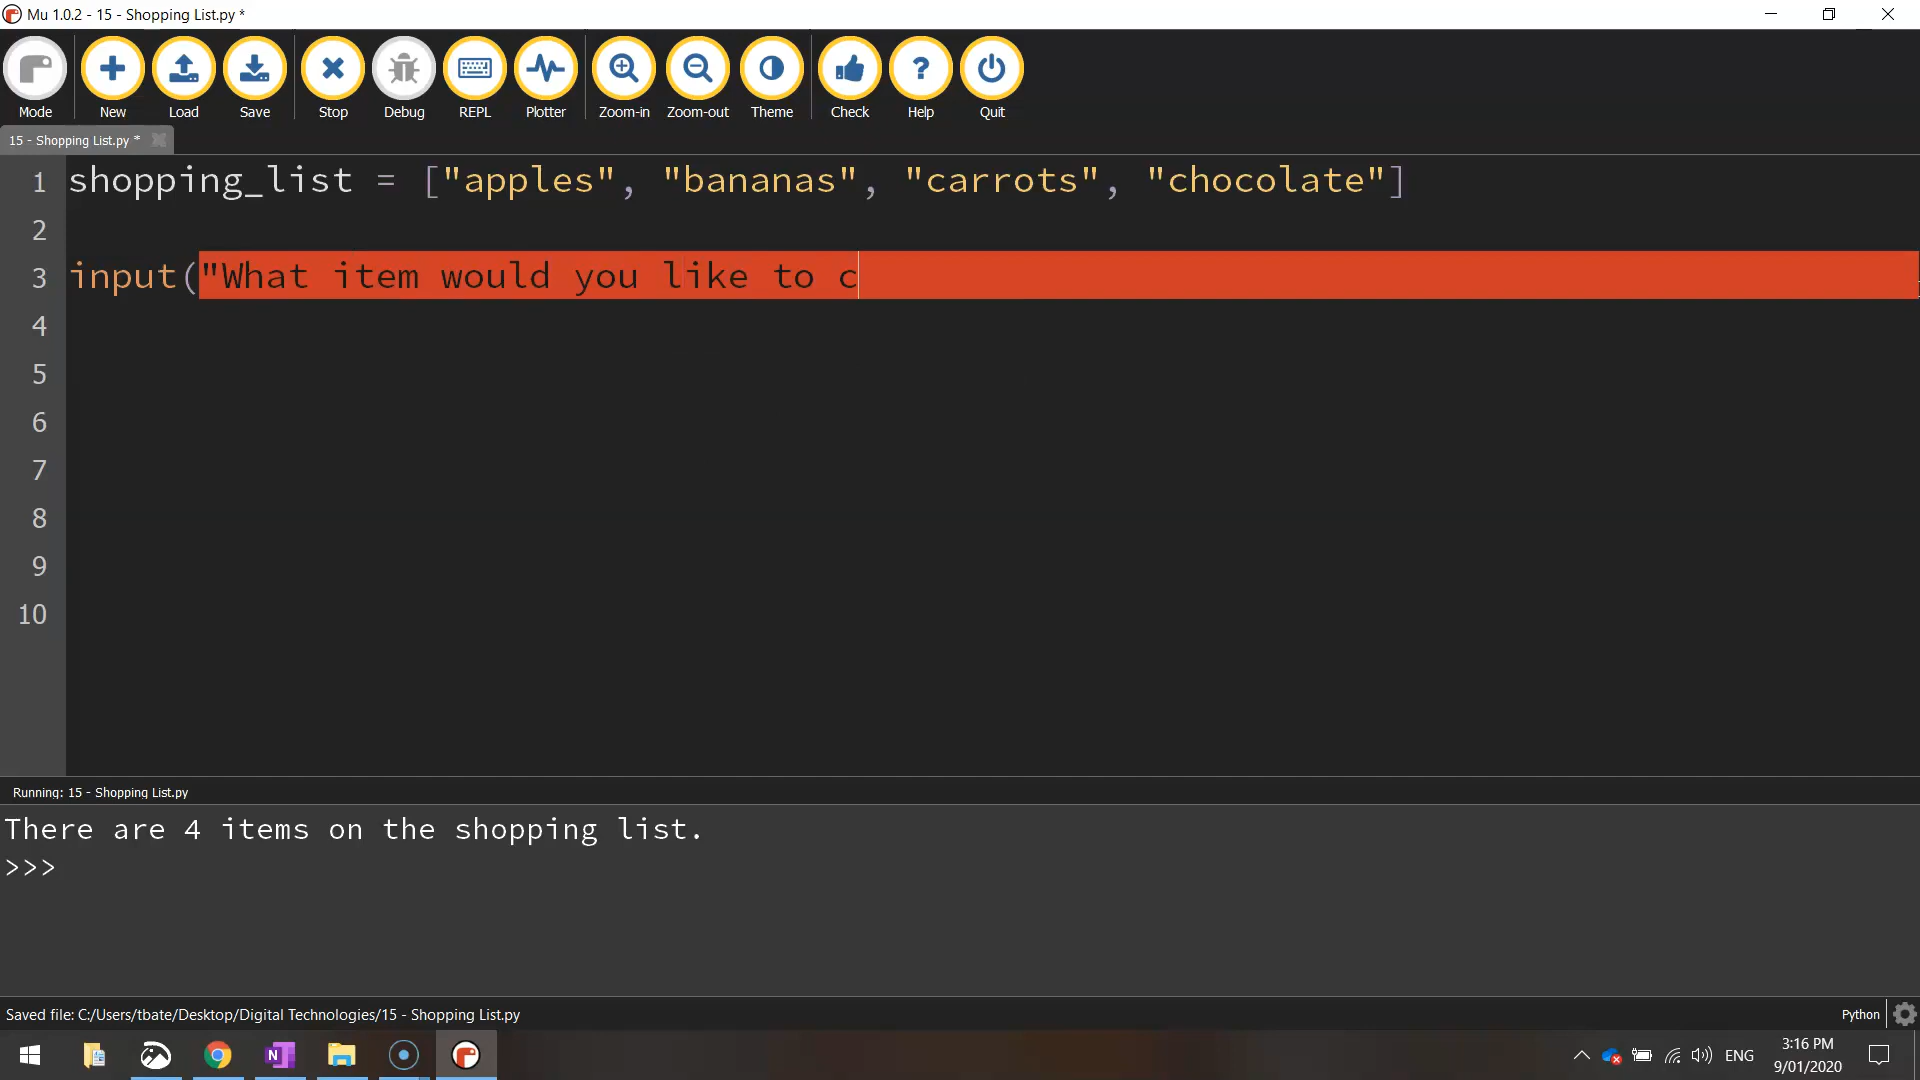 Mu 1.0.2 - 15 - Shopping List.py *
Mode New Load Save Stop Debug REPL Plotter Zoom-in Zoom-out Theme Check Help Quit
15 - Shopping List.py *
1 shopping_list = ["apples", "bananas", "carrots", "chocolate"]
2
3 input("What item would you like to c
4
5
6
7
8
9
10
Running: 15 - Shopping List.py
There are 4 items on the shopping list.
>>>
Saved file: C:/Users/tbate/Desktop/Digital Technologies/15 - Shopping List.py
Python
ENG
3:16 PM
9/01/2020